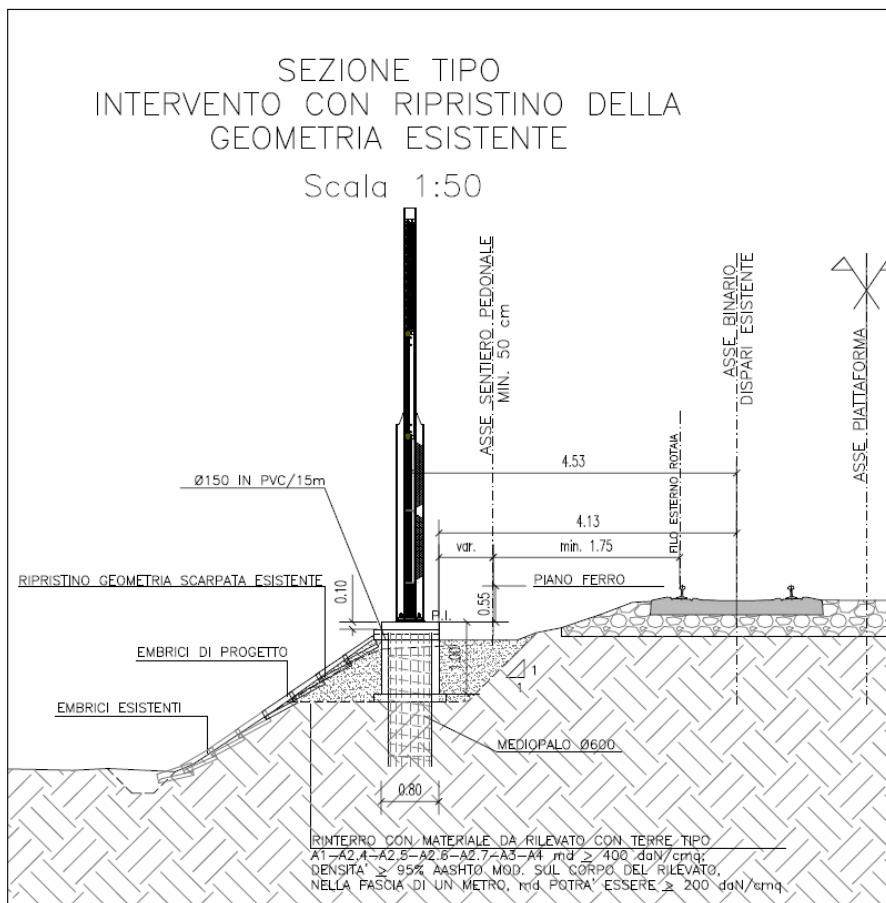 SEZIONE TIPO
INTERVENTO CON RIPRISTINO DELLA
GEOMETRIA ESISTENTE
Scala 1:50
ASSE SENTIERO PEDONALE
MIN. 50 cm
ASSE BINARIO
DISPARI ESISTENTE
ASSE PIATTAFORMA
FILO ESTERNO ROTAIA
4.53
Ø150 IN PVC/15m
4.13
var.
min. 1.75
RIPRISTINO GEOMETRIA SCARPATA ESISTENTE
0.10
PIANO FERRO
0.55
P.I.
EMBRICI DI PROGETTO
1.00
1
1
EMBRICI ESISTENTI
MEDIOPALO Ø600
0.80
RINTERRO CON MATERIALE DA RILEVATO CON TERRE TIPO
A1-A2.4-A2.5-A2.6-A2.7-A3-A4 md ≥ 400 daN/cmq;
DENSITA' ≥ 95% AASHTO MOD. SUL CORPO DEL RILEVATO,
NELLA FASCIA DI UN METRO, md POTRA' ESSERE ≥ 200 daN/cmq